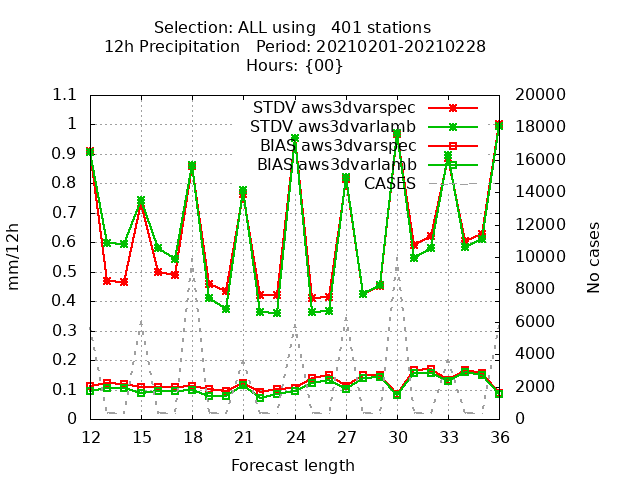 Selection: ALL using   401 stations
12h Precipitation   Period: 20210201-20210228
Hours: {00}
1.1
1
0.9
0.8
0.7
0.6
0.5
0.4
0.3
0.2
0.1
0
20000
18000
16000
14000
12000
10000
8000
6000
4000
2000
0
STDV aws3dvarspec
STDV aws3dvarlamb
BIAS aws3dvarspec
BIAS aws3dvarlamb
CASES
mm/12h
No cases
12 15 18 21 24 27 30 33 36
Forecast length